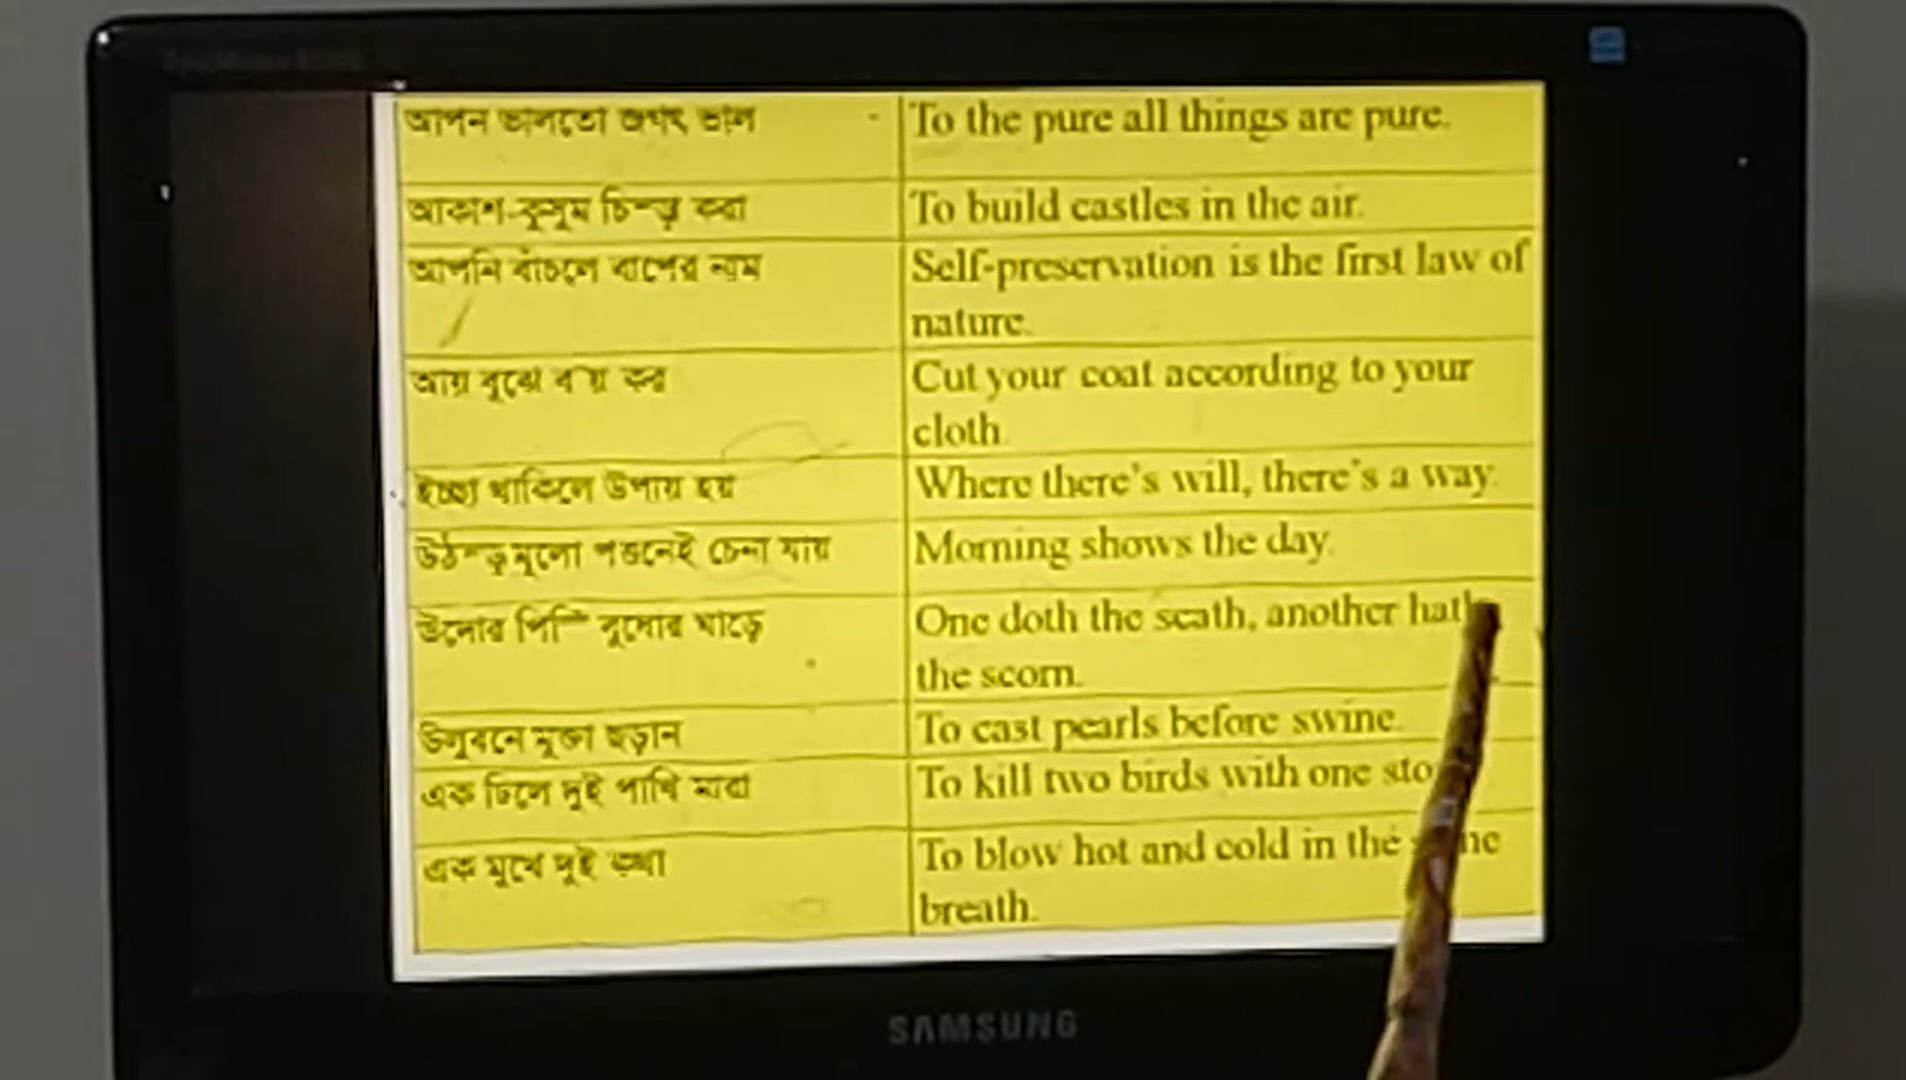 আপন ভালতো জগৎ ভাল
To the pure all things are pure.
আকাশ-কুসুম চিন্তা করা
To build castles in the air.
আপনি বাঁচলে বাপের নাম
Self-preservation is the first law of
nature.
আয় বুঝে ব্যয় কর
Cut your coat according to your
cloth.
ইচ্ছা থাকিলে উপায় হয়
Where there's will, there's a way.
উঠন্ত মূলো পত্তনেই চেনা যায়
Morning shows the day.
উদোর পিন্ডি বুদোর ঘাড়ে
One doth the scath, another hath
the scorn.
উলুবনে মুক্তা ছড়ান
To cast pearls before swine.
এক ঢিলে দুই পাখি মারা
To kill two birds with one sto
এক মুখে দুই কথা
To blow hot and cold in the
breath.
SAMSUNG